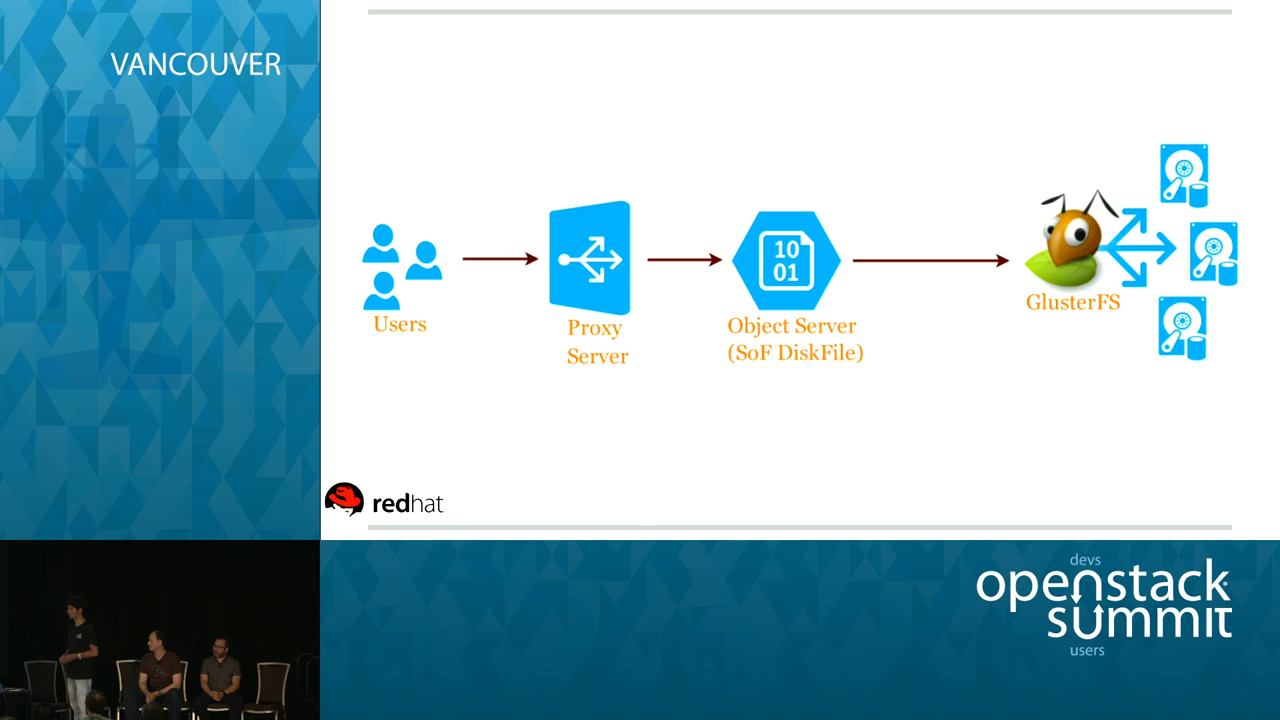 VANCOUVER
Users
Proxy
Server
10
01
Object Server
(SoF DiskFile)
GlusterFS
redhat
devs
openstack
summit
users